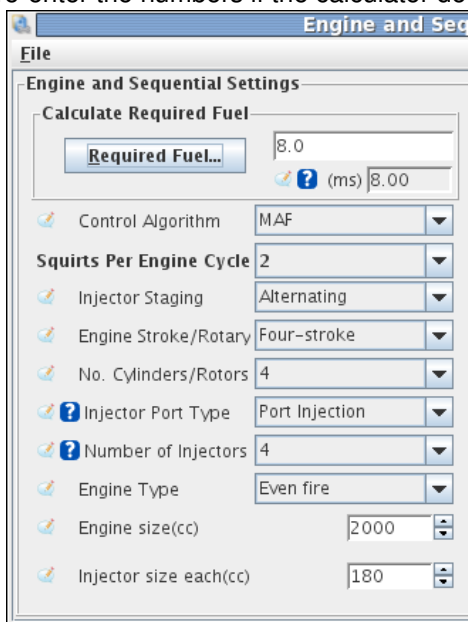 Engine and Seq
File
Engine and Sequential Settings
Calculate Required Fuel
Required Fuel...
8.0
(ms) 8.00
Control Algorithm MAF
Squirts Per Engine Cycle 2
Injector Staging Alternating
Engine Stroke/Rotary Four-stroke
No. Cylinders/Rotors 4
? Injector Port Type Port Injection
? Number of Injectors 4
Engine Type Even fire
Engine size(cc) 2000
Injector size each(cc) 180